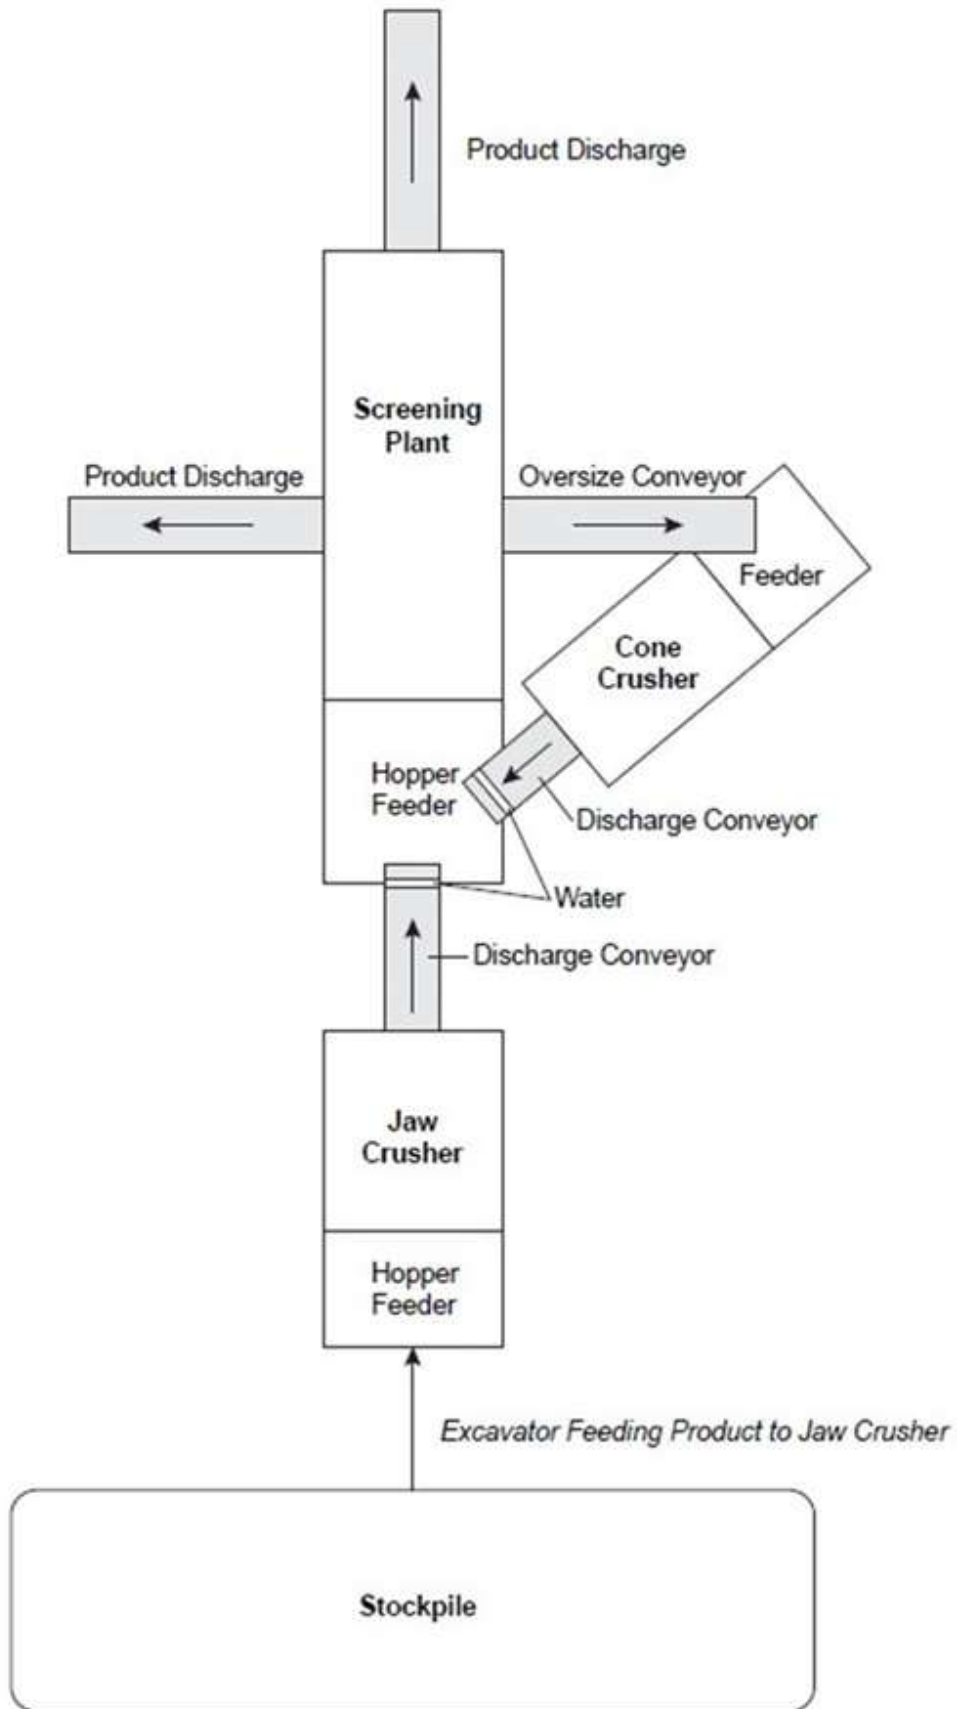 Product Discharge
Screening
Plant
Product Discharge
Oversize Conveyor
Feeder
Cone
Crusher
Hopper
Feeder
Discharge Conveyor
Water
Discharge Conveyor
Jaw
Crusher
Hopper
Feeder
Excavator Feeding Product to Jaw Crusher
Stockpile